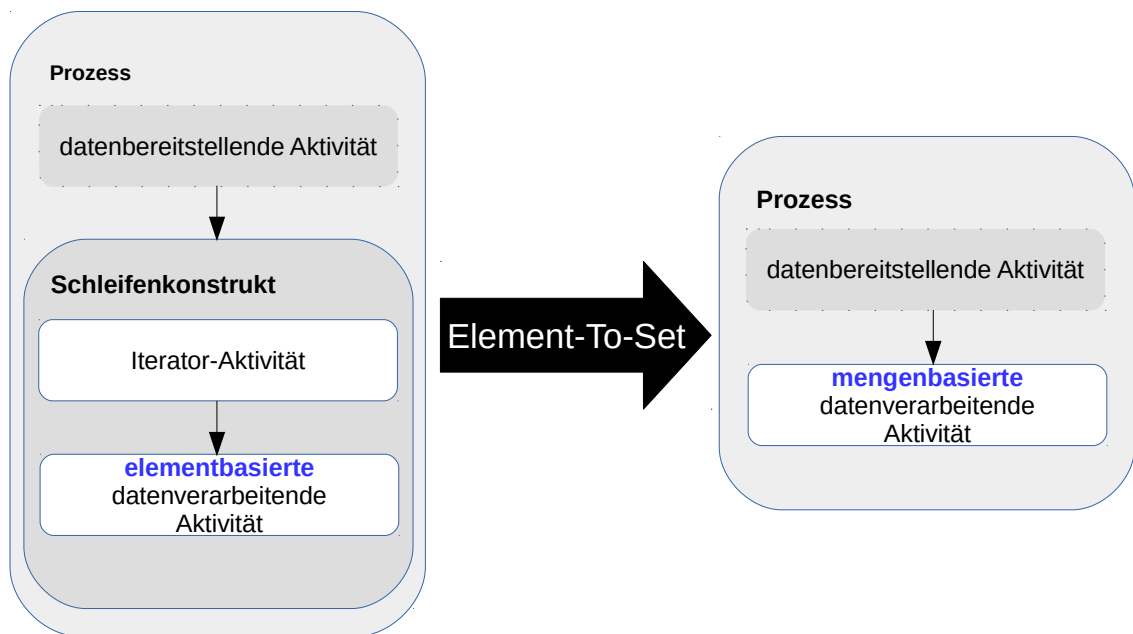 Prozess
datenbereitstellende Aktivität
Schleifenkonstrukt
Iterator-Aktivität
elementbasierte
datenverarbeitende
Aktivität
Element-To-Set
Prozess
datenbereitstellende Aktivität
mengenbasierte
datenverarbeitende
Aktivität